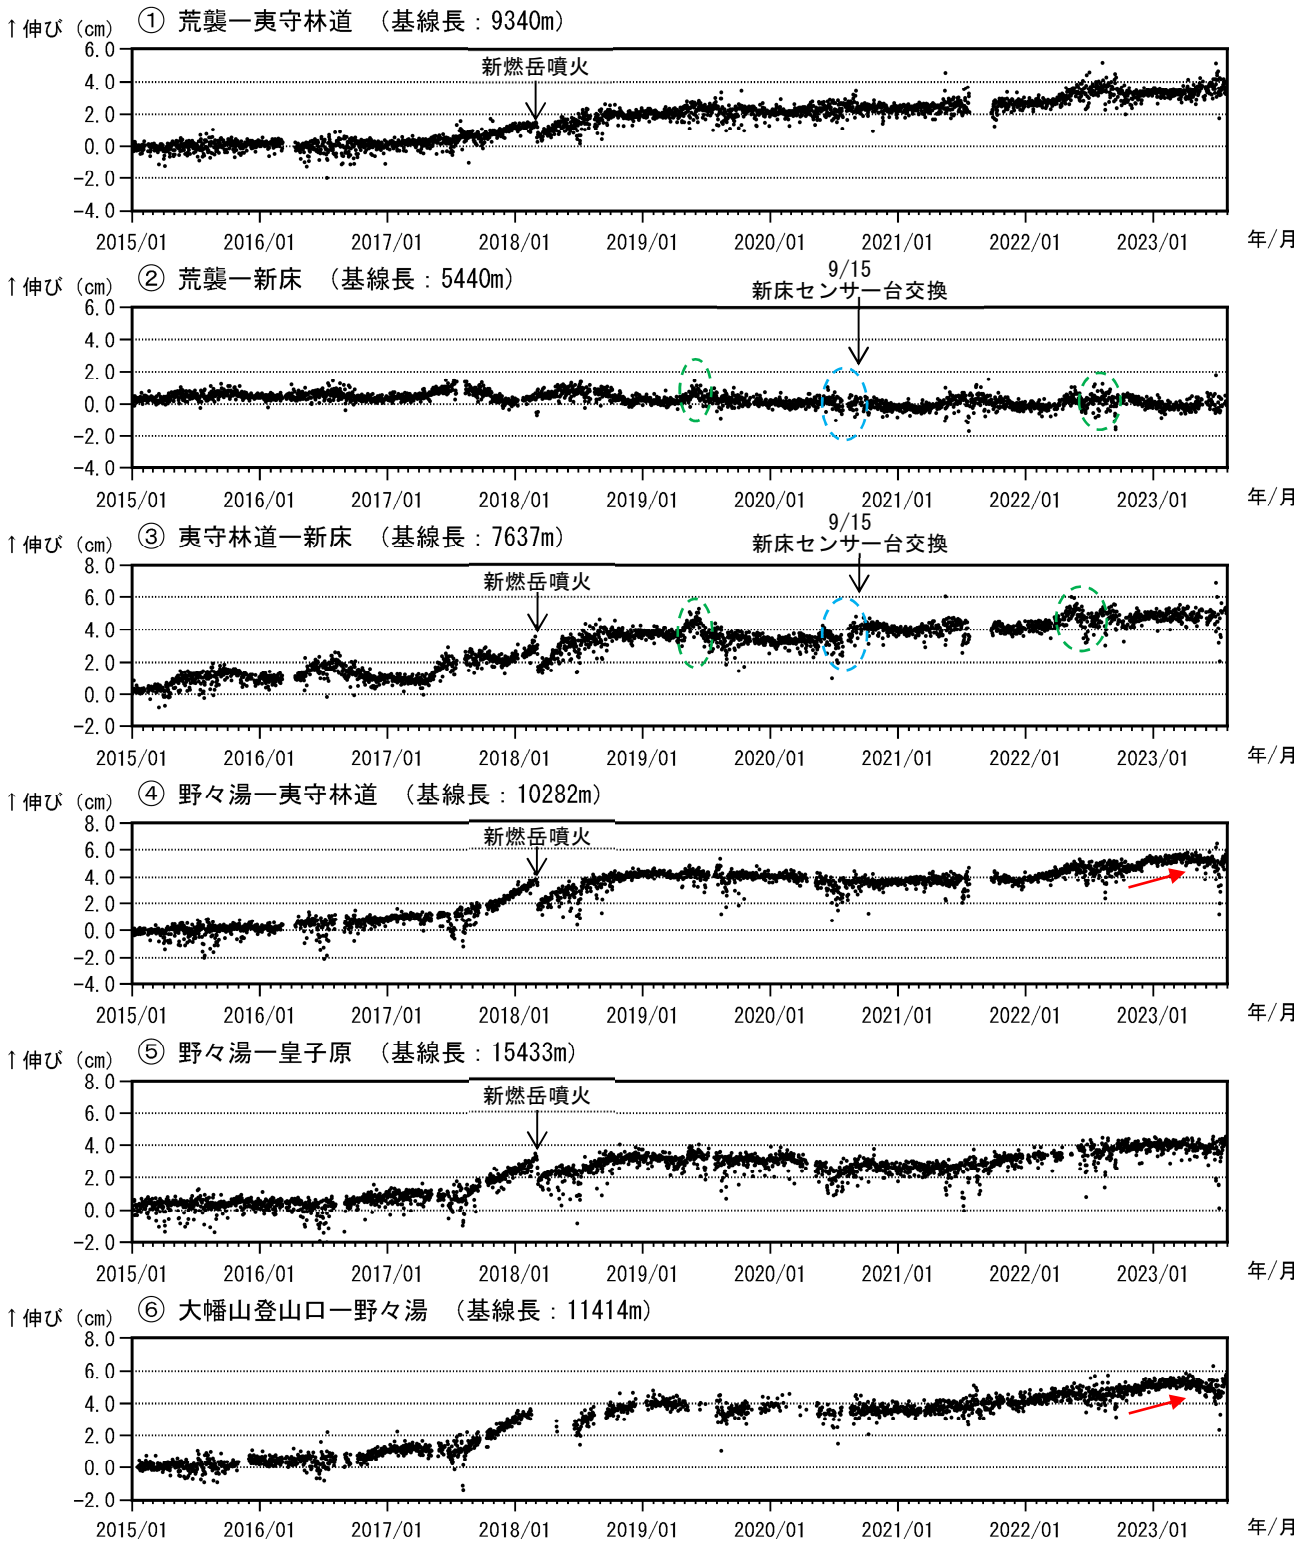 ↑伸び (cm) ① 荒襲ー夷守林道 (基線長：9340m)
6.0
新燃岳噴火
4.0
2.0
0.0
-2.0
-4.0
2015/01 2016/01 2017/01 2018/01 2019/01 2020/01 2021/01 2022/01 2023/01 年/月
↑伸び (cm) ② 荒襲ー新床 (基線長：5440m)
9/15
新床センサー台交換
6.0
4.0
2.0
0.0
-2.0
-4.0
2015/01 2016/01 2017/01 2018/01 2019/01 2020/01 2021/01 2022/01 2023/01 年/月
↑伸び (cm) ③ 夷守林道ー新床 (基線長：7637m)
9/15
新床センサー台交換
8.0
新燃岳噴火
6.0
4.0
2.0
0.0
-2.0
2015/01 2016/01 2017/01 2018/01 2019/01 2020/01 2021/01 2022/01 2023/01 年/月
↑伸び (cm) ④ 野々湯ー夷守林道 (基線長：10282m)
8.0
新燃岳噴火
6.0
4.0
2.0
0.0
-2.0
-4.0
2015/01 2016/01 2017/01 2018/01 2019/01 2020/01 2021/01 2022/01 2023/01 年/月
↑伸び (cm) ⑤ 野々湯ー皇子原 (基線長：15433m)
8.0
新燃岳噴火
6.0
4.0
2.0
0.0
-2.0
2015/01 2016/01 2017/01 2018/01 2019/01 2020/01 2021/01 2022/01 2023/01 年/月
↑伸び (cm) ⑥ 大幡山登山口ー野々湯 (基線長：11414m)
8.0
6.0
4.0
2.0
0.0
-2.0
2015/01 2016/01 2017/01 2018/01 2019/01 2020/01 2021/01 2022/01 2023/01 年/月